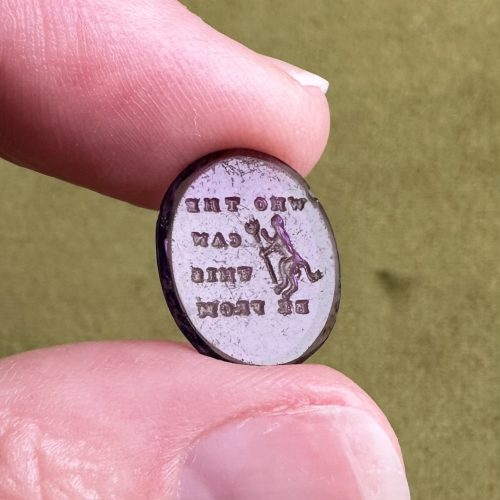 WHO THE
CAN
THIS
BE FROM